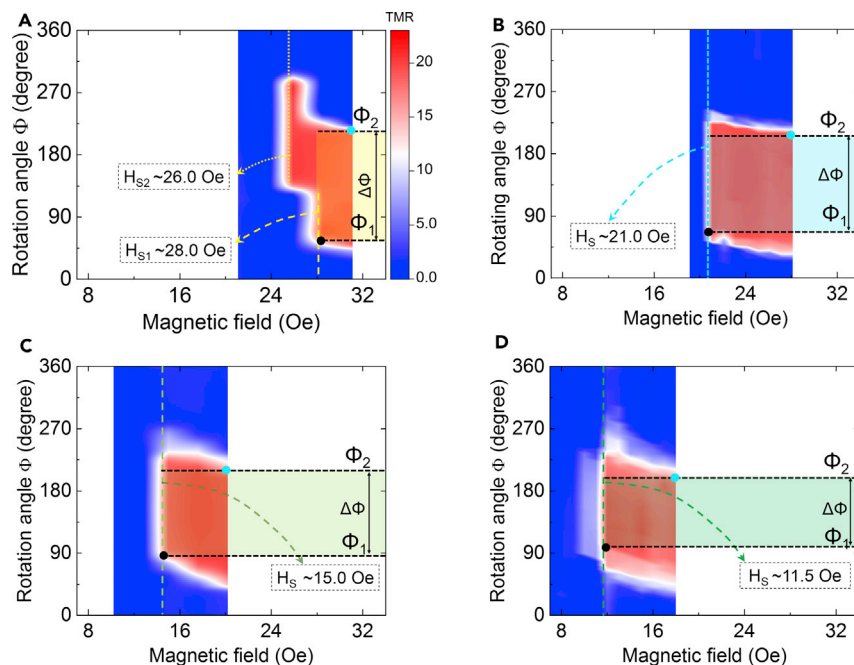 A
TMR
B
360
270
180
90
0
8
16
24
32
Rotation angle Φ (degree)
Magnetic field (Oe)
Φ₂
ΔΦ
Φ₁
H_S2 ~26.0 Oe
H_S1 ~28.0 Oe
20
15
10
5.0
0.0
360
270
180
90
0
8
16
24
32
Rotating angle Φ (degree)
Magnetic field (Oe)
Φ₂
ΔΦ
Φ₁
H_S ~21.0 Oe
C
D
360
270
180
90
0
8
16
24
32
Rotation angle Φ (degree)
Magnetic field (Oe)
Φ₂
ΔΦ
Φ₁
H_S ~15.0 Oe
360
270
180
90
0
8
16
24
32
Rotation angle Φ (degree)
Magnetic field (Oe)
Φ₂
ΔΦ
Φ₁
H_S ~11.5 Oe